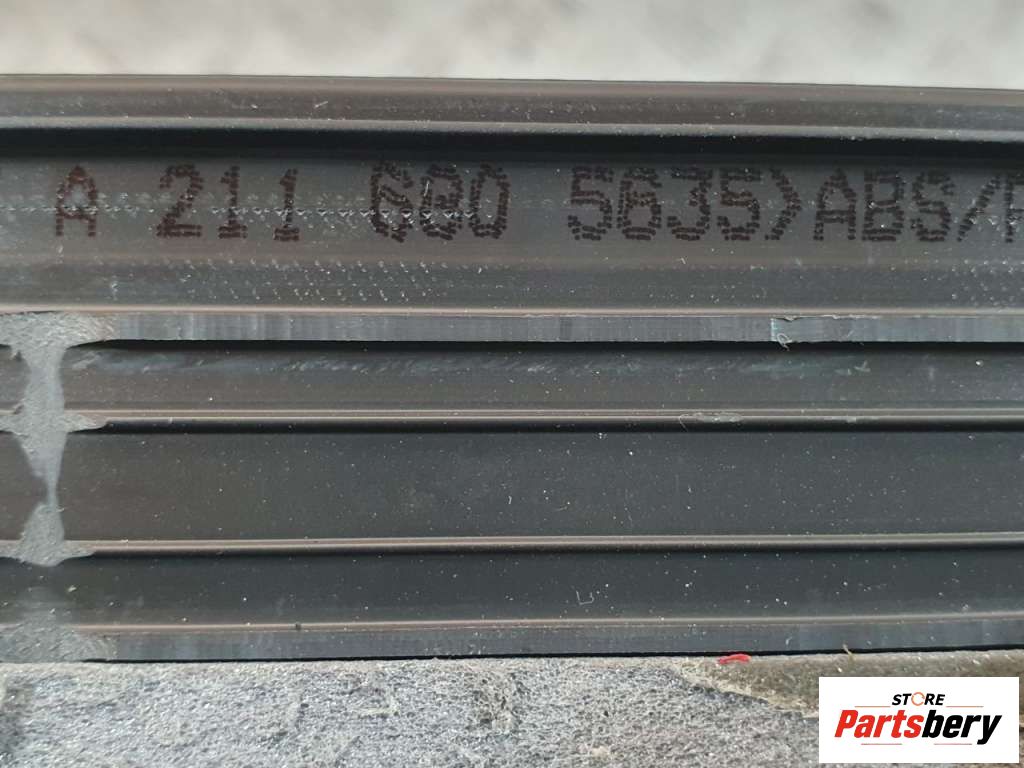 A 211 680 5635>ABS/P
STORE
Partsbery